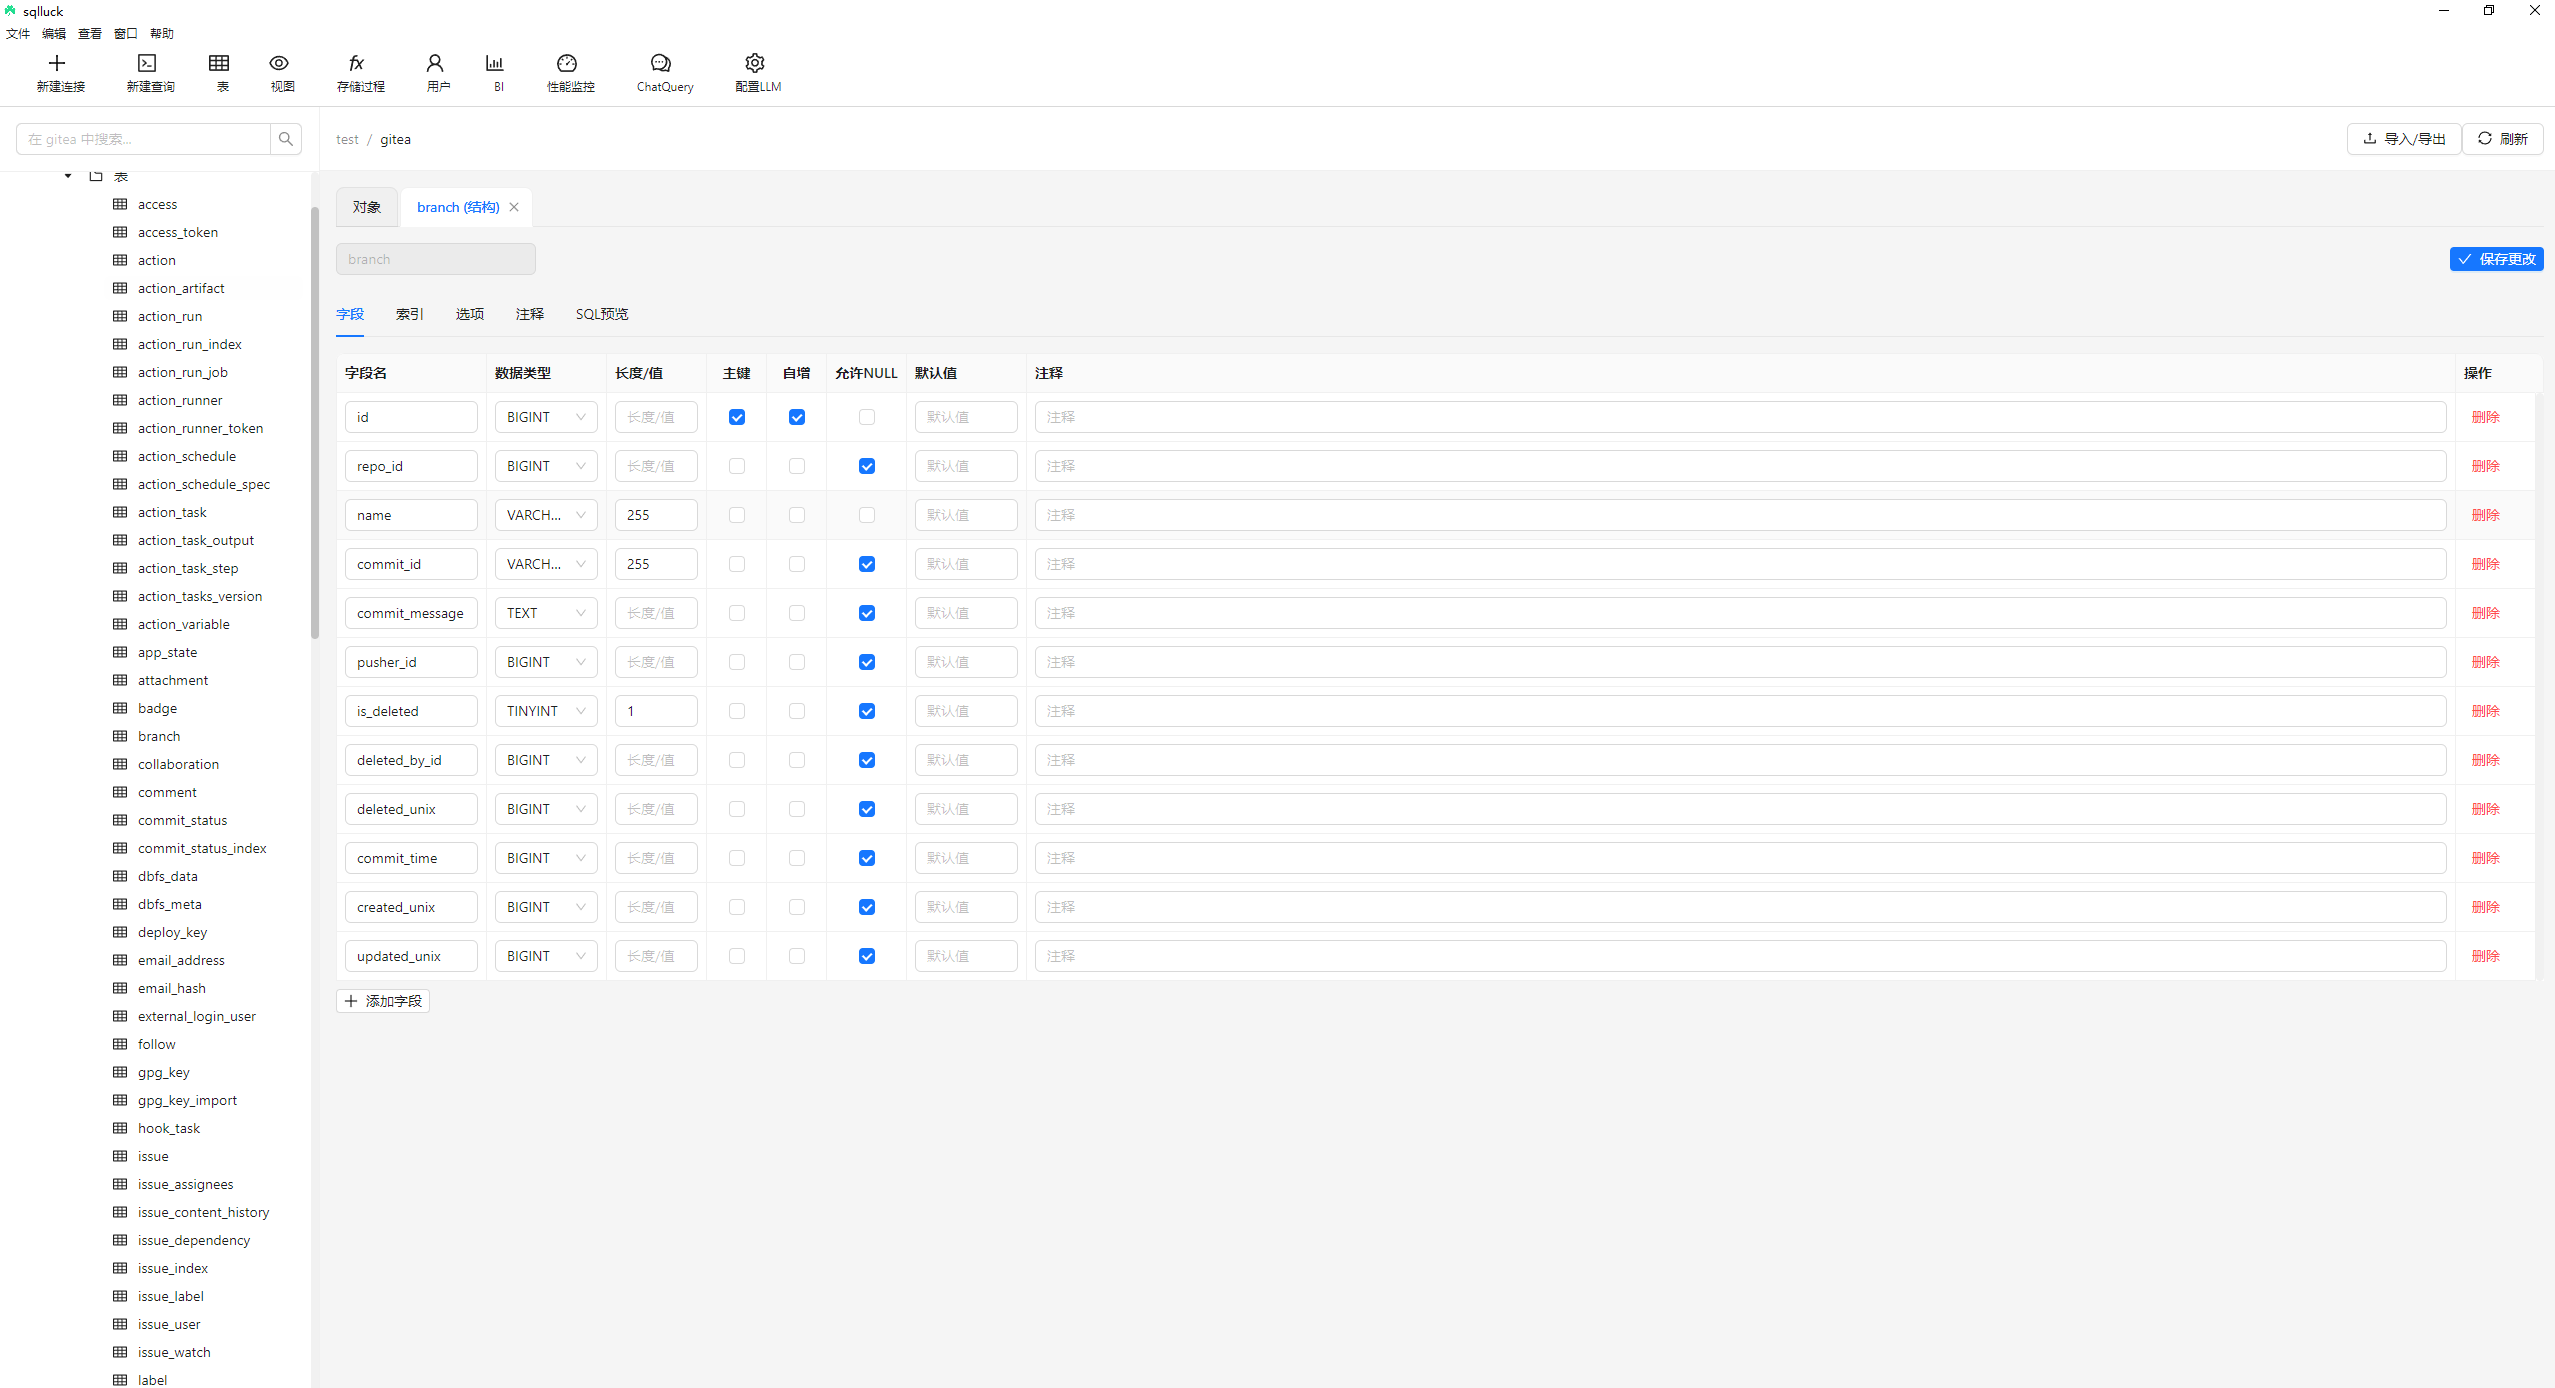 sqlluck
文件 编辑 查看 窗口 帮助
新建连接 新建查询 表 视图 存储过程 用户 BI 性能监控 ChatQuery 配置LLM
在 gitea 中搜索...
test / gitea
导入/导出 刷新
表
access
access_token
action
action_artifact
action_run
action_run_index
action_run_job
action_runner
action_runner_token
action_schedule
action_schedule_spec
action_task
action_task_output
action_task_step
action_tasks_version
action_variable
app_state
attachment
badge
branch
collaboration
comment
commit_status
commit_status_index
dbfs_data
dbfs_meta
deploy_key
email_address
email_hash
external_login_user
follow
gpg_key
gpg_key_import
hook_task
issue
issue_assignees
issue_content_history
issue_dependency
issue_index
issue_label
issue_user
issue_watch
label
对象 branch (结构)
branch
保存更改
字段 索引 选项 注释 SQL预览
字段名 数据类型 长度/值 主键 自增 允许NULL 默认值 注释 操作
id BIGINT 长度/值 默认值 注释 删除
repo_id BIGINT 长度/值 默认值 注释 删除
name VARCH... 255 默认值 注释 删除
commit_id VARCH... 255 默认值 注释 删除
commit_message TEXT 长度/值 默认值 注释 删除
pusher_id BIGINT 长度/值 默认值 注释 删除
is_deleted TINYINT 1 默认值 注释 删除
deleted_by_id BIGINT 长度/值 默认值 注释 删除
deleted_unix BIGINT 长度/值 默认值 注释 删除
commit_time BIGINT 长度/值 默认值 注释 删除
created_unix BIGINT 长度/值 默认值 注释 删除
updated_unix BIGINT 长度/值 默认值 注释 删除
添加字段